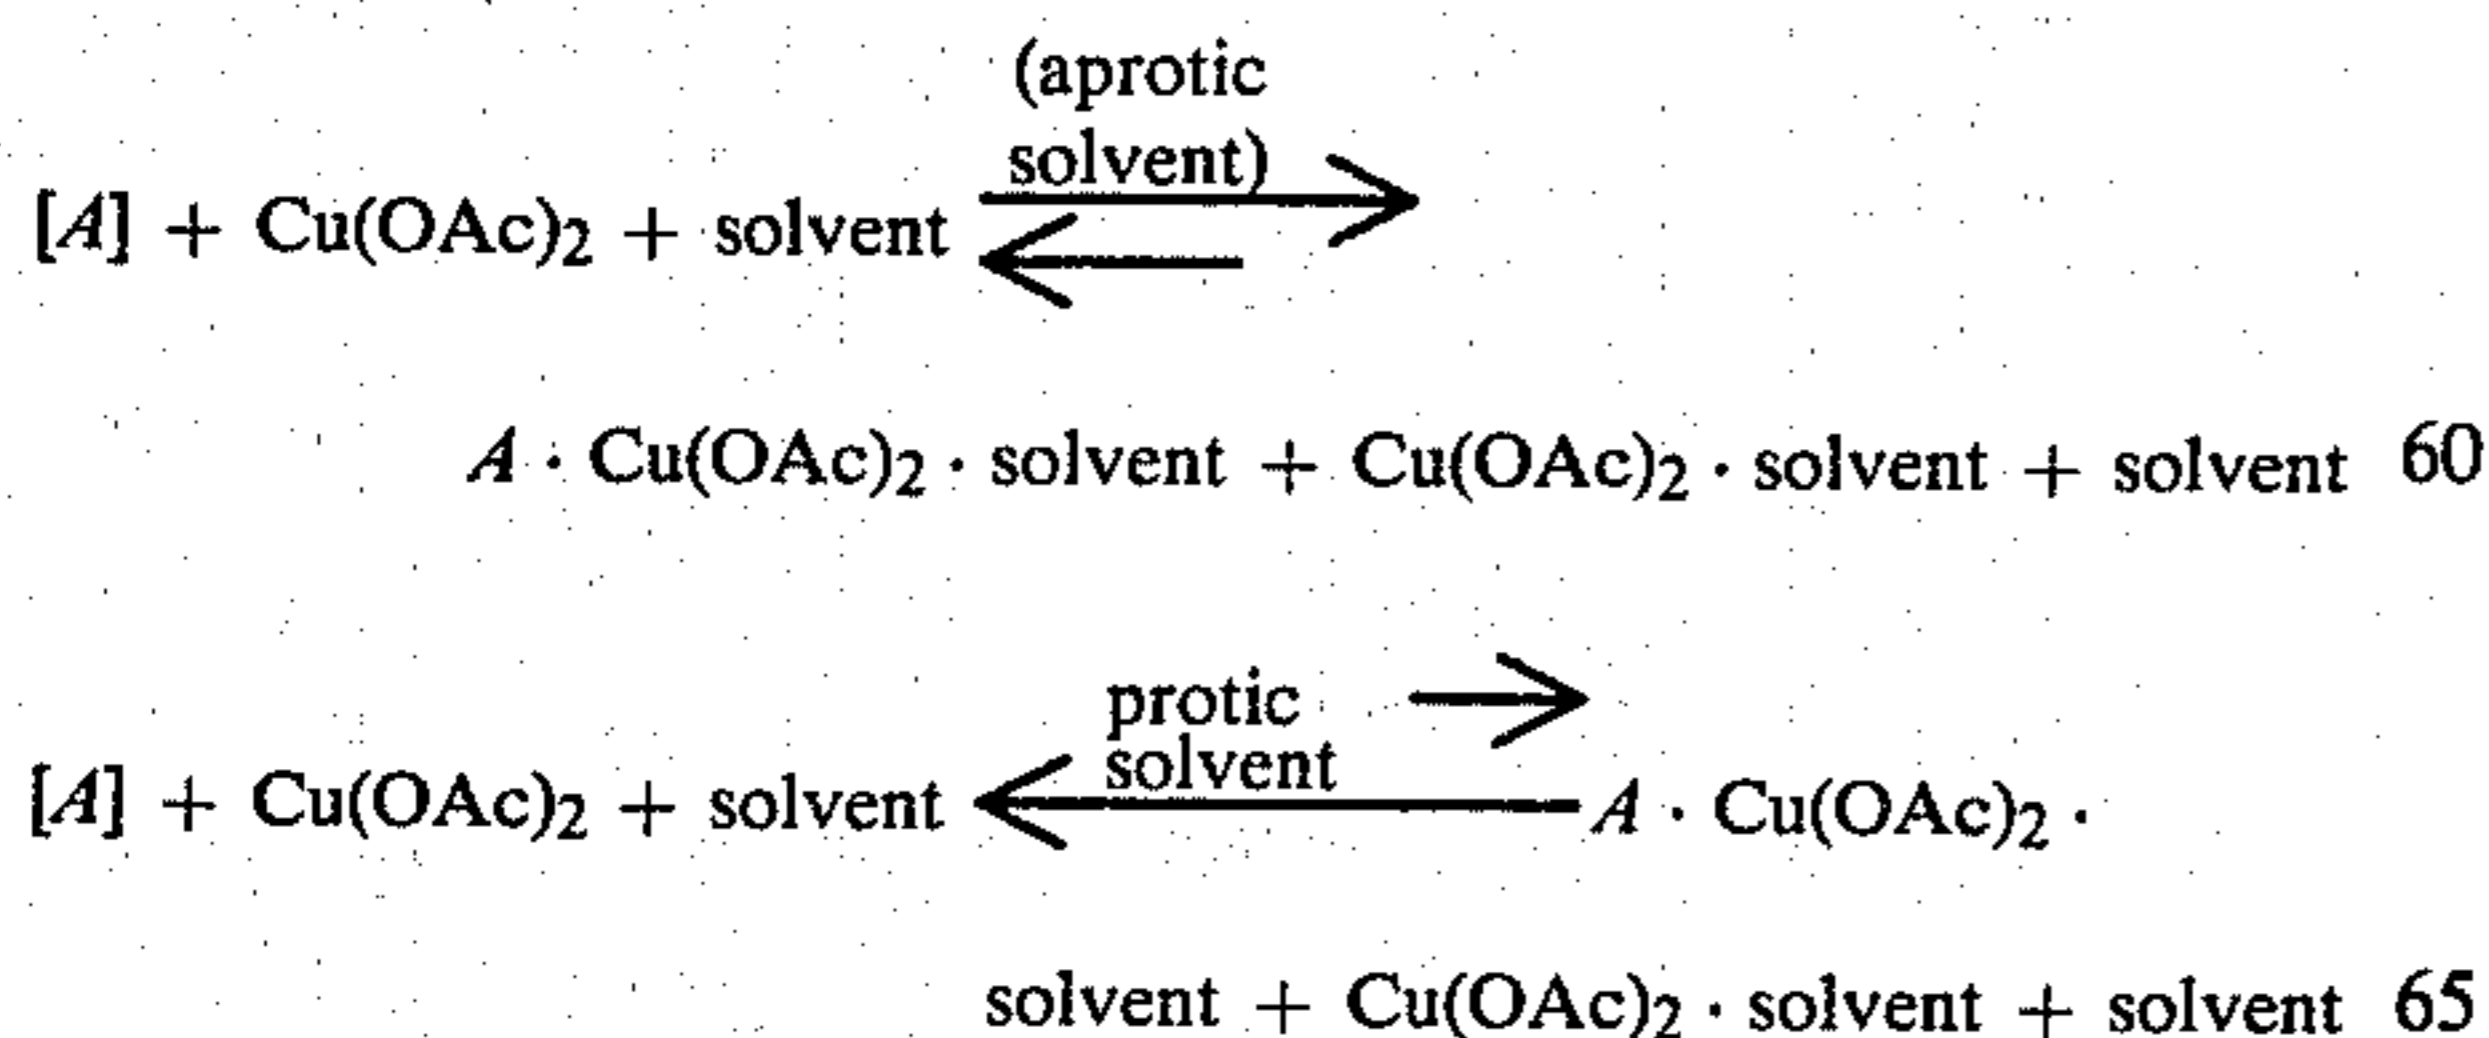 (aprotic
solvent)
[A] + Cu(OAc)2 + solvent
A · Cu(OAc)2 · solvent + Cu(OAc)2 · solvent + solvent 60
protic
solvent
[A] + Cu(OAc)2 + solvent A · Cu(OAc)2 ·
solvent + Cu(OAc)2 · solvent + solvent 65